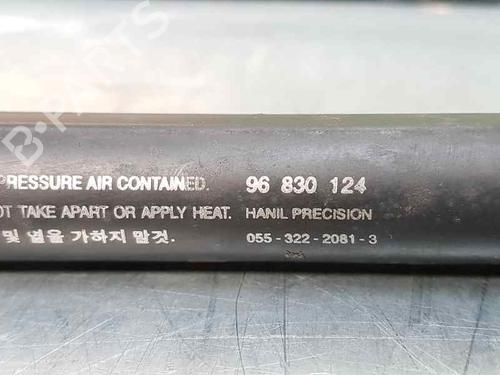 PRESSURE AIR CONTAINED. 96 830 124
OT TAKE APART OR APPLY HEAT. HANIL PRECISION
및 열을 가하지 말것. 055-322-2081-3
B-PARTS